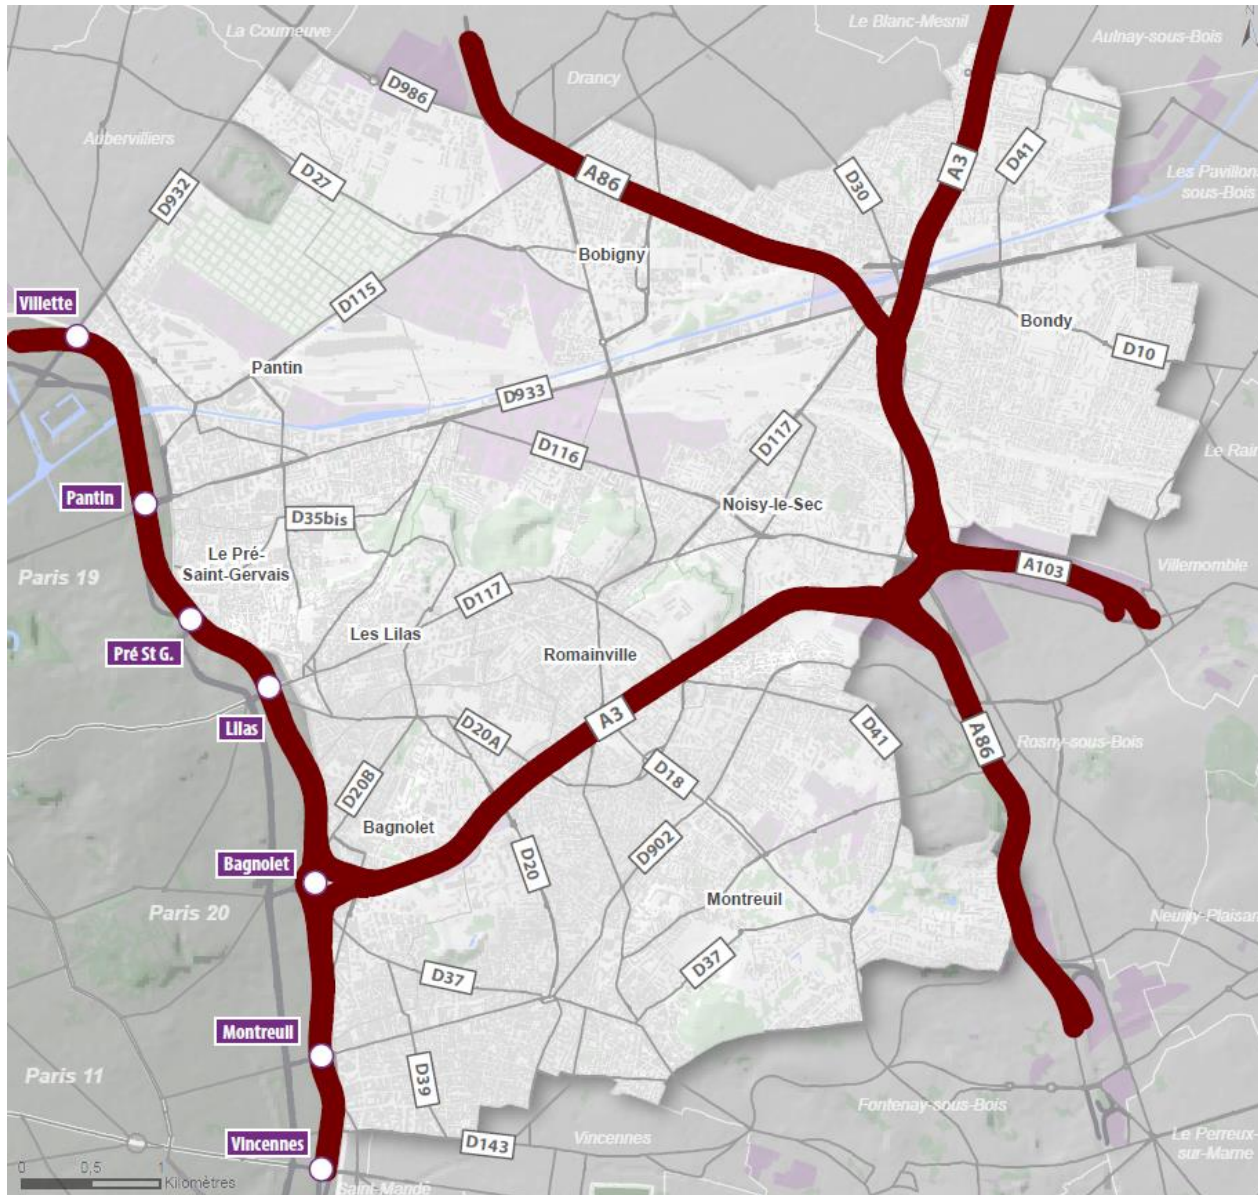 La Courneuve
Le Blanc-Mesnil
Aulnay-sous-Bois
Drancy
D986
Aubervilliers
D27
D932
A86
D30
A3
D41
Les Pavillon
sous-Bois
Bobigny
D115
Villette
Bondy
D10
Pantin
D933
D116
D117
Le Rain
Pantin
D35bis
Noisy-le-Sec
Le Pré-
Saint-Gervais
Paris 19
A103
Villemomble
D117
Les Lilas
Pré St G.
Romainville
Lilas
A3
D20A
D41
A86
Rosny-sous-Bois
D18
D20B
Bagnolet
D902
D20
Bagnolet
Paris 20
Montreuil
Neuilly-Plaisan
D37
D37
Montreuil
Paris 11
D39
Fontenay-sous-Bois
Vincennes
D143
Vincennes
Le Perreux-
sur-Marne
0 0,5 1
Kilomètres
Saint-Mandé